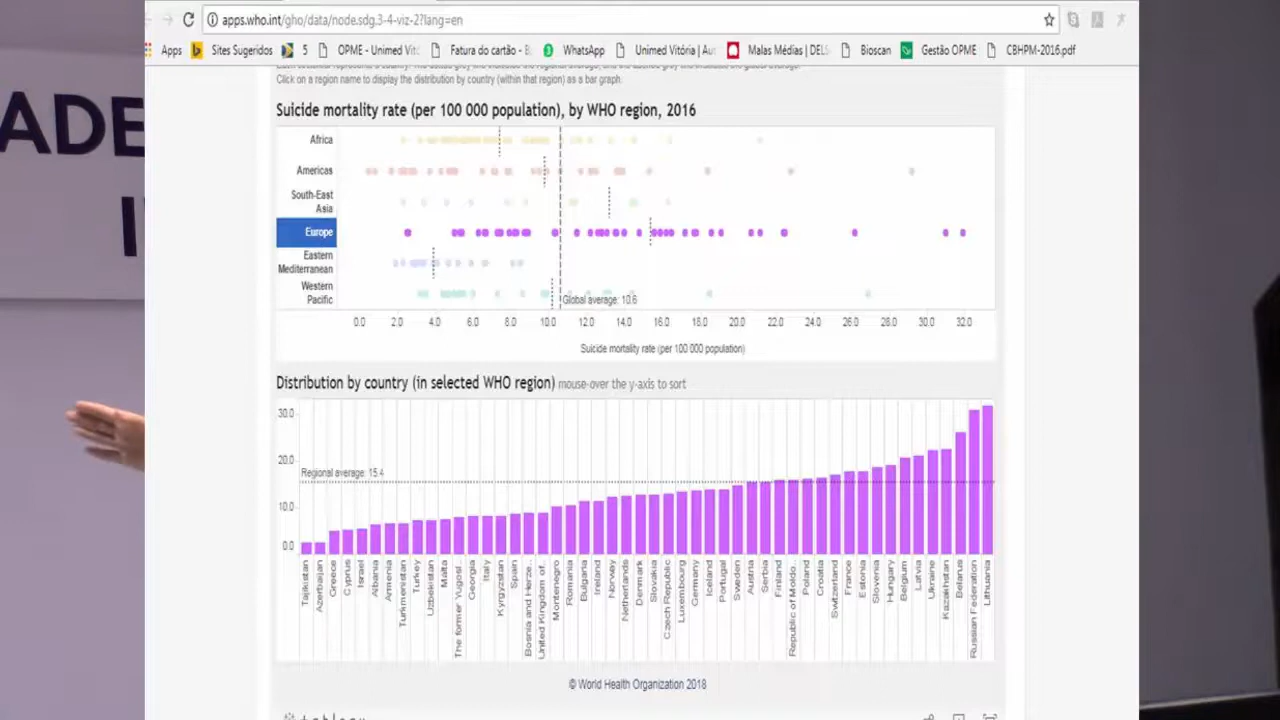 apps.who.int/gho/data/node.sdg.3-4-viz-2?lang=en
Apps Sites Sugeridos 5 OPME - Unimed Vitc Fatura do cartão - B WhatsApp Unimed Vitória | Aut Malas Médias | DELS Bioscan Gestão OPME CBHPM-2016.pdf
Click on a region name to display the distribution by country (within that region) as a bar graph.
ADE
I
Suicide mortality rate (per 100 000 population), by WHO region, 2016
Africa
Americas
South-East
Asia
Europe
Eastern
Mediterranean
Western
Pacific
Global average: 10.6
0.0 2.0 4.0 6.0 8.0 10.0 12.0 14.0 16.0 18.0 20.0 22.0 24.0 26.0 28.0 30.0 32.0
Suicide mortality rate (per 100 000 population)
Distribution by country (in selected WHO region) mouse-over the y-axis to sort
30.0
20.0
Regional average: 15.4
10.0
0.0
Tajikistan
Azerbaijan
Greece
Cyprus
Israel
Albania
Armenia
Turkmenistan
Turkey
Uzbekistan
Malta
The former Yugosl..
Georgia
Italy
Kyrgyzstan
Spain
Bosnia and Herze..
United Kingdom of..
Montenegro
Romania
Bulgaria
Ireland
Norway
Netherlands
Denmark
Slovakia
Czech Republic
Luxembourg
Germany
Iceland
Portugal
Sweden
Austria
Serbia
Finland
Republic of Moldo..
Poland
Croatia
Switzerland
France
Estonia
Slovenia
Hungary
Belgium
Latvia
Ukraine
Kazakhstan
Belarus
Russian Federation
Lithuania
© World Health Organization 2018